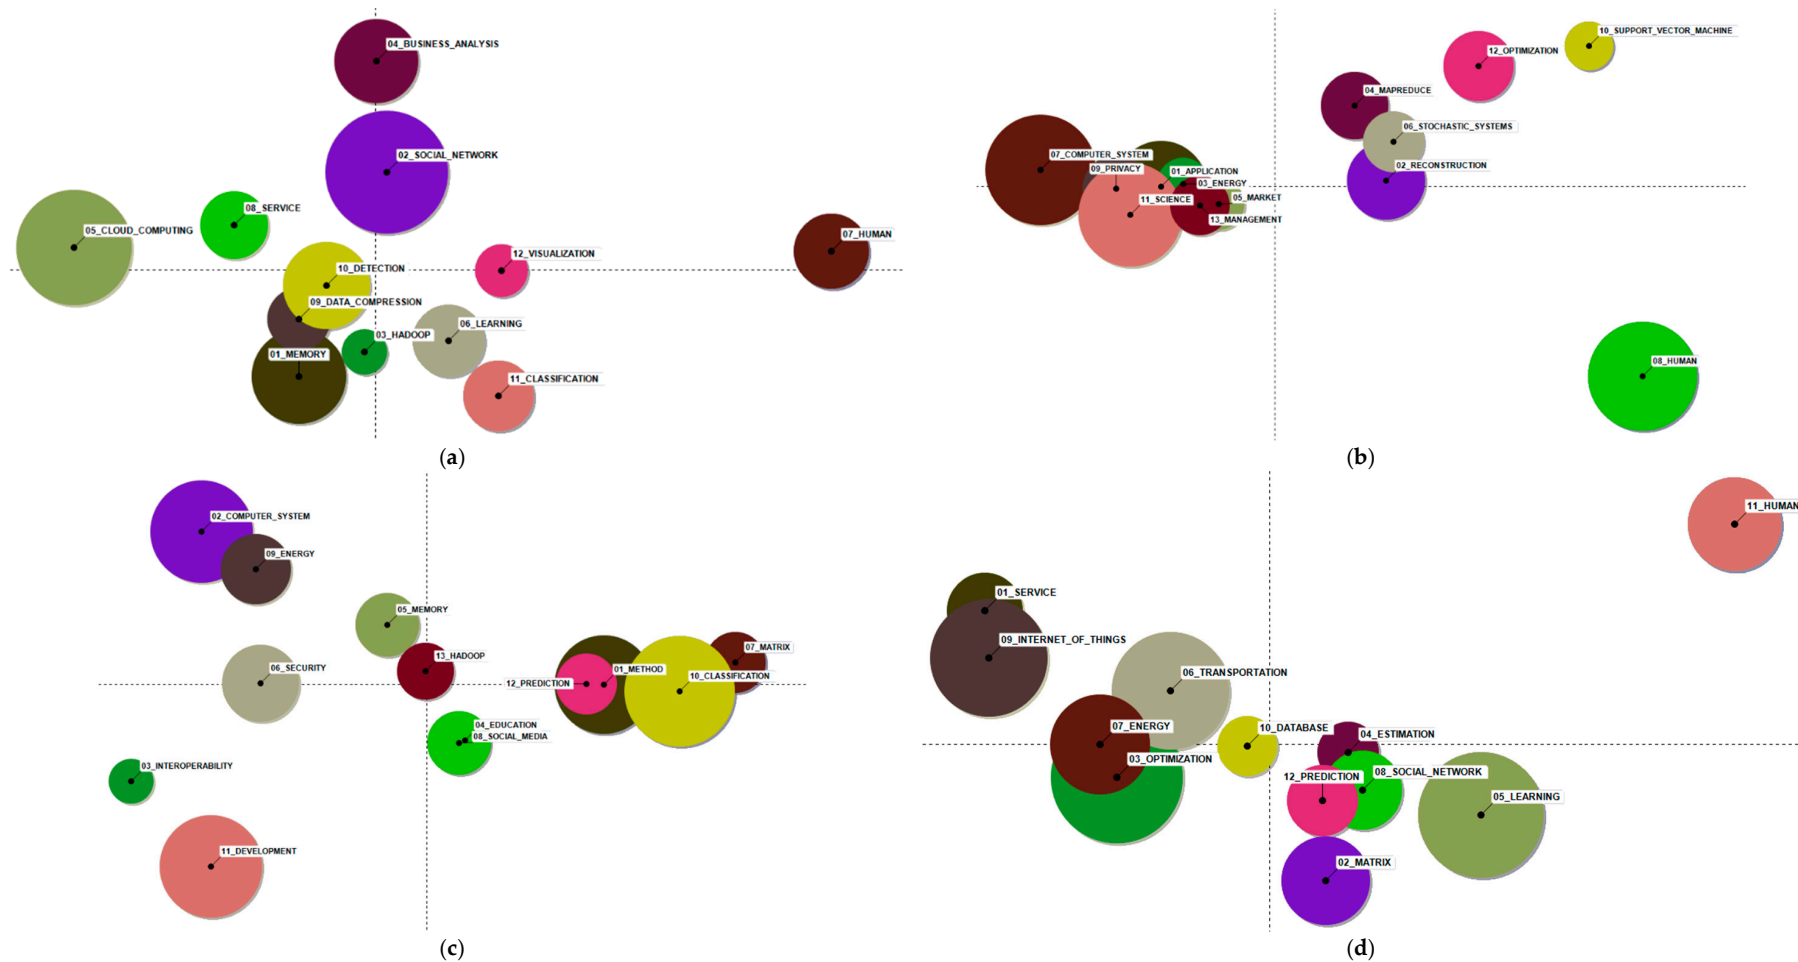 04_BUSINESS_ANALYSIS
02_SOCIAL_NETWORK
08_SERVICE
05_CLOUD_COMPUTING
07_HUMAN
12_VISUALIZATION
10_DETECTION
09_DATA_COMPRESSION
06_LEARNING
03_HADOOP
01_MEMORY
11_CLASSIFICATION
(a)
10_SUPPORT_VECTOR_MACHINE
12_OPTIMIZATION
04_MAPREDUCE
06_STOCHASTIC_SYSTEMS
07_COMPUTER_SYSTEM
02_RECONSTRUCTION
09_PRIVACY
01_APPLICATION
03_ENERGY
11_SCIENCE
05_MARKET
13_MANAGEMENT
08_HUMAN
(b)
02_COMPUTER_SYSTEM
09_ENERGY
05_MEMORY
13_HADOOP
06_SECURITY
07_MATRIX
01_METHOD
10_CLASSIFICATION
12_PREDICTION
04_EDUCATION
08_SOCIAL_MEDIA
03_INTEROPERABILITY
11_DEVELOPMENT
(c)
11_HUMAN
01_SERVICE
09_INTERNET_OF_THINGS
06_TRANSPORTATION
07_ENERGY
10_DATABASE
04_ESTIMATION
03_OPTIMIZATION
12_PREDICTION
08_SOCIAL_NETWORK
05_LEARNING
02_MATRIX
(d)